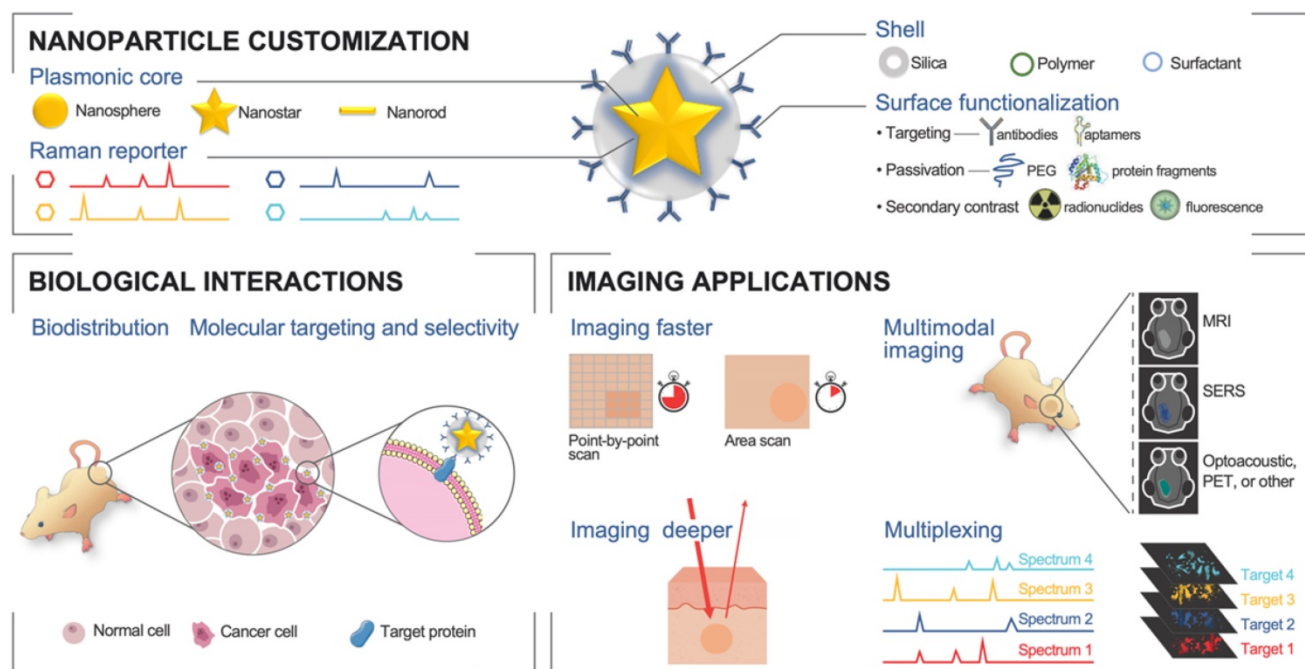 NANOPARTICLE CUSTOMIZATION
Plasmonic core
Nanosphere
Nanostar
Nanorod
Raman reporter
Shell
Silica
Polymer
Surfactant
Surface functionalization
• Targeting
antibodies
aptamers
• Passivation
PEG
protein fragments
• Secondary contrast
radionuclides
fluorescence
BIOLOGICAL INTERACTIONS
Biodistribution
Molecular targeting and selectivity
Normal cell
Cancer cell
Target protein
IMAGING APPLICATIONS
Imaging faster
Point-by-point
scan
Area scan
Multimodal
imaging
MRI
SERS
Optoacoustic,
PET, or other
Imaging deeper
Multiplexing
Spectrum 4
Spectrum 3
Spectrum 2
Spectrum 1
Target 4
Target 3
Target 2
Target 1